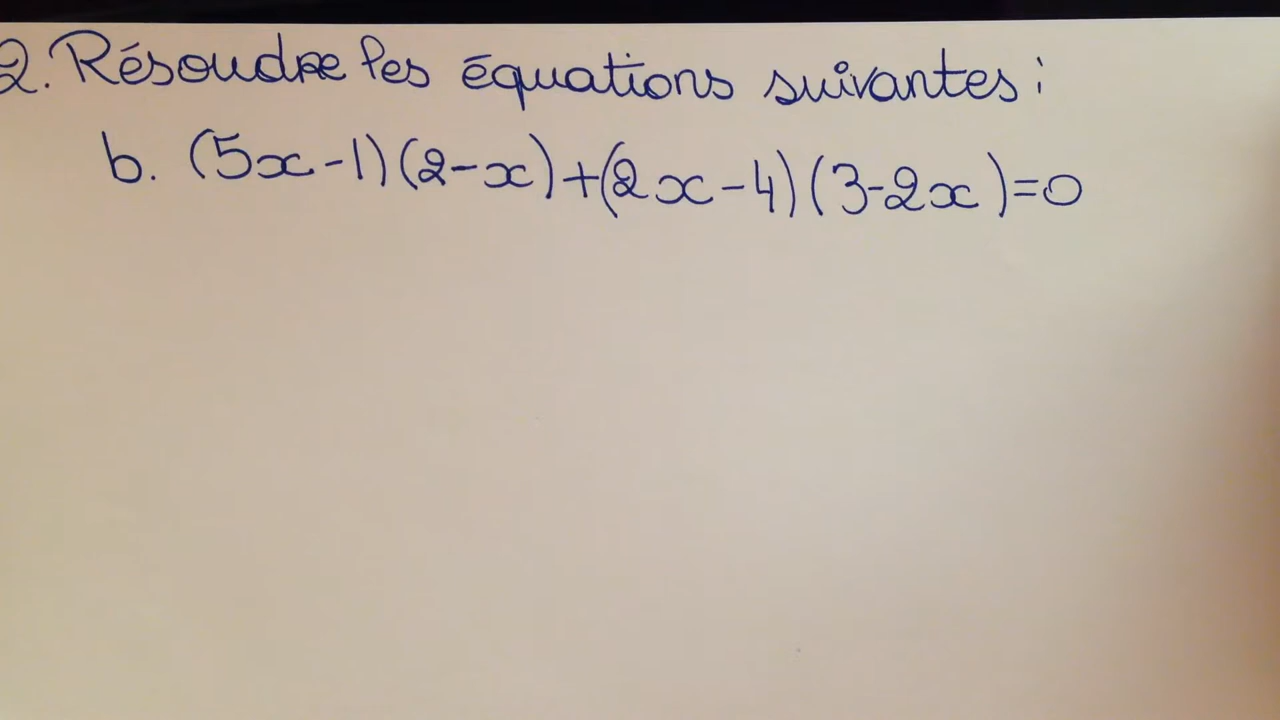 2. Résoudre les équations suivantes :
b. (5x-1)(2-x)+(2x-4)(3-2x)=0